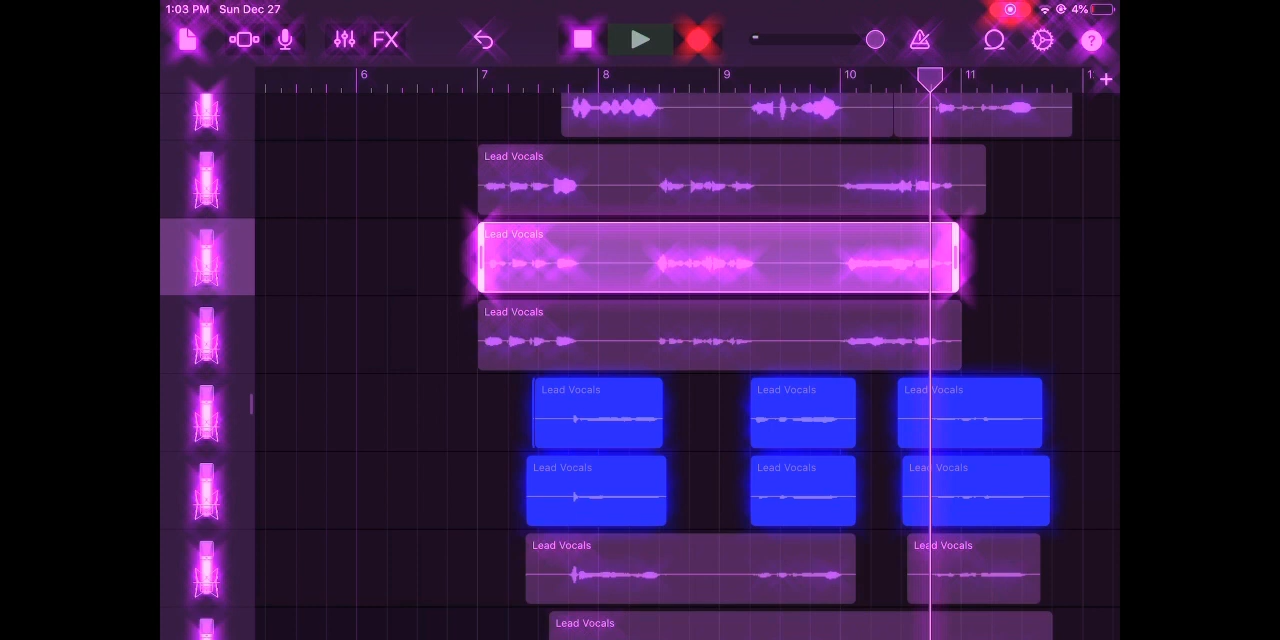 1:03 PM Sun Dec 27 4%
FX ?
6 7 8 9 10 11 +
Lead Vocals
Lead Vocals
Lead Vocals
Lead Vocals Lead Vocals Lead Vocals
Lead Vocals Lead Vocals Lead Vocals
Lead Vocals Lead Vocals
Lead Vocals